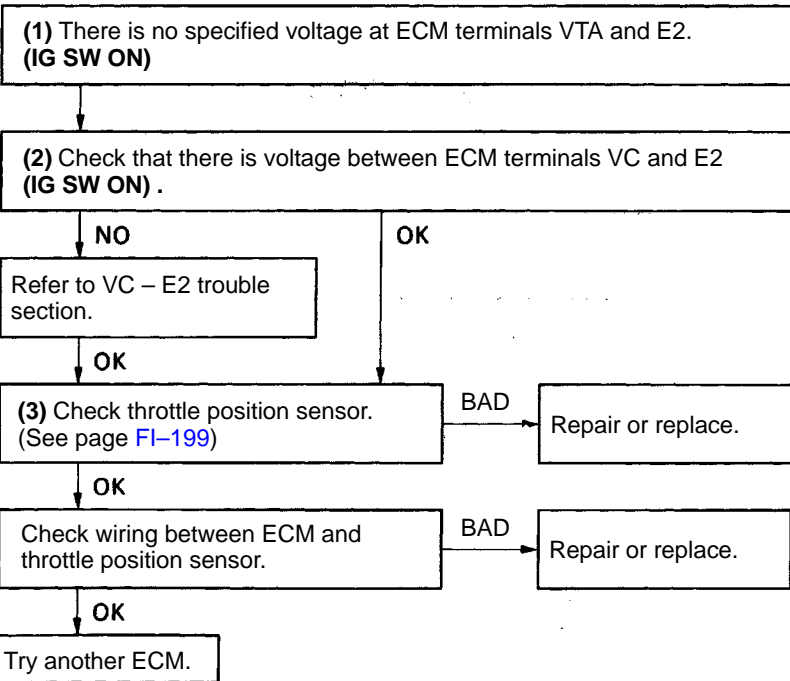 (1) There is no specified voltage at ECM terminals VTA and E2.
(IG SW ON)
(2) Check that there is voltage between ECM terminals VC and E2
(IG SW ON) .
NO
OK
Refer to VC – E2 trouble
section.
OK
(3) Check throttle position sensor.
(See page FI–199)
BAD
Repair or replace.
OK
Check wiring between ECM and
throttle position sensor.
BAD
Repair or replace.
OK
Try another ECM.